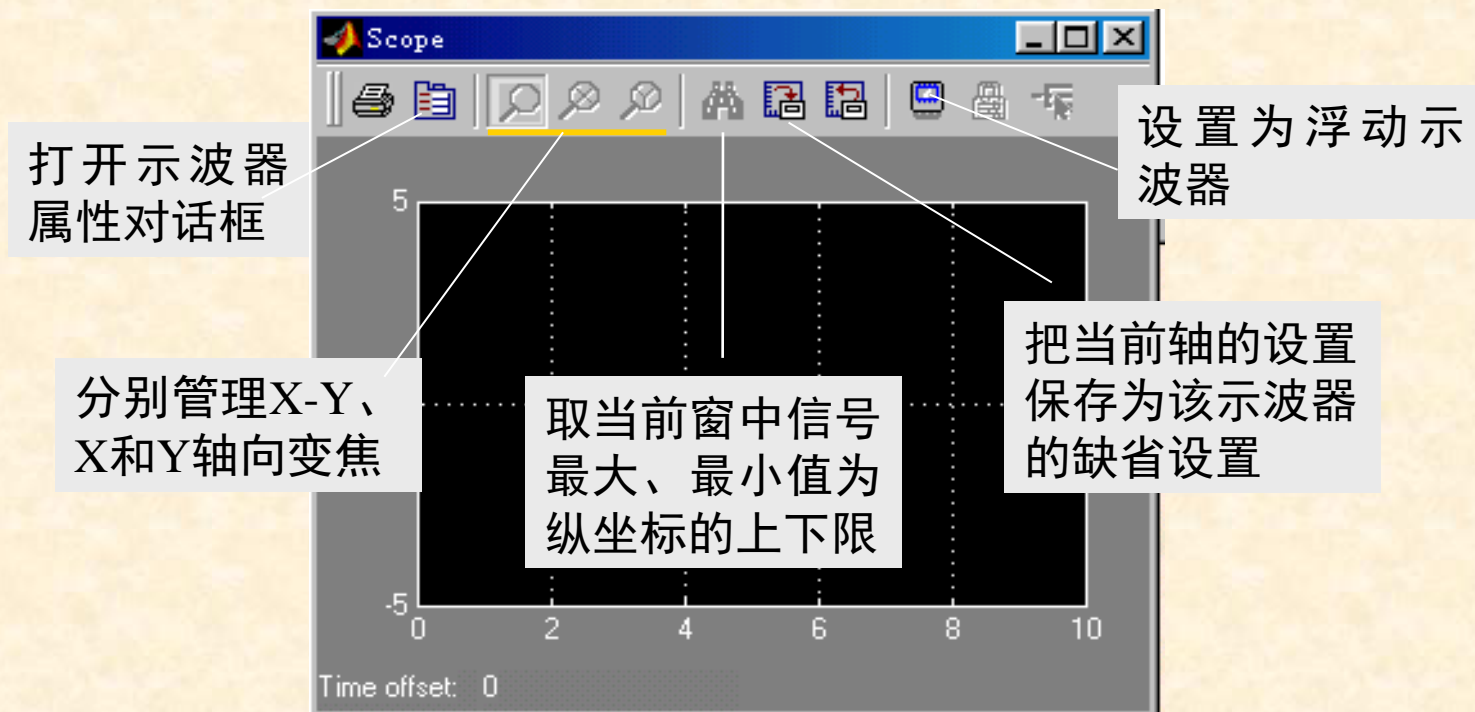 Scope
打开示波器
属性对话框
设置为浮动示
波器
5
分别管理X-Y、
X和Y轴向变焦
取当前窗中信号
最大、最小值为
纵坐标的上下限
把当前轴的设置
保存为该示波器
的缺省设置
-5
0 2 4 6 8 10
Time offset: 0